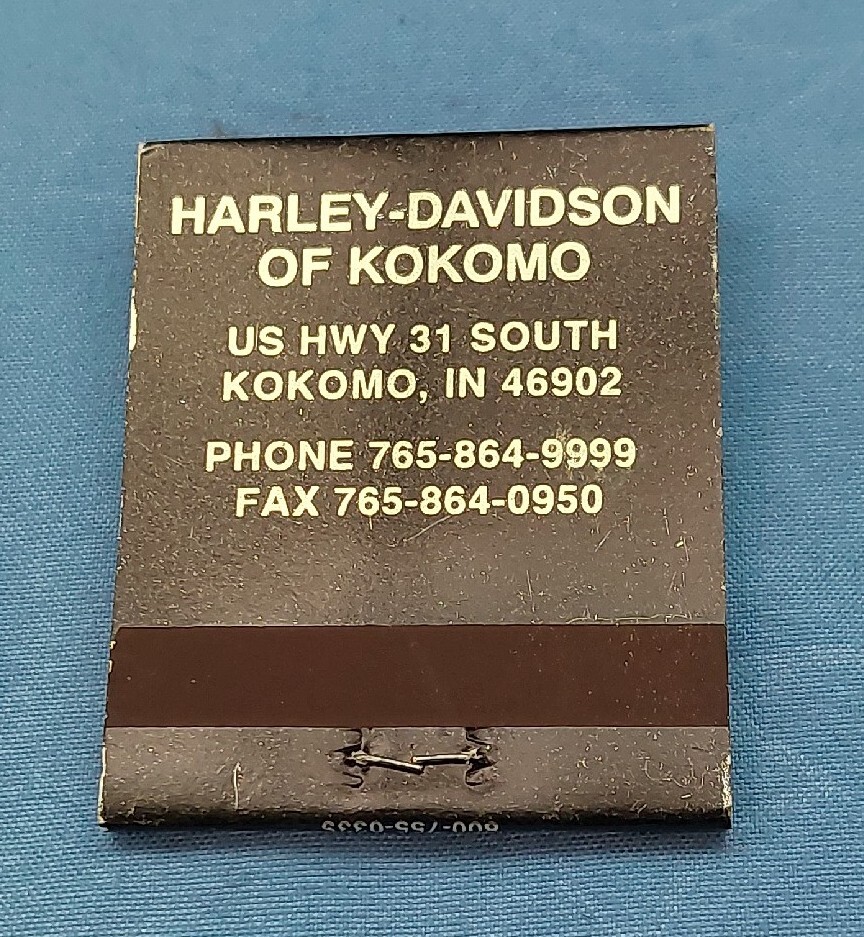 HARLEY-DAVIDSON
OF KOKOMO
US HWY 31 SOUTH
KOKOMO, IN 46902
PHONE 765-864-9999
FAX 765-864-0950